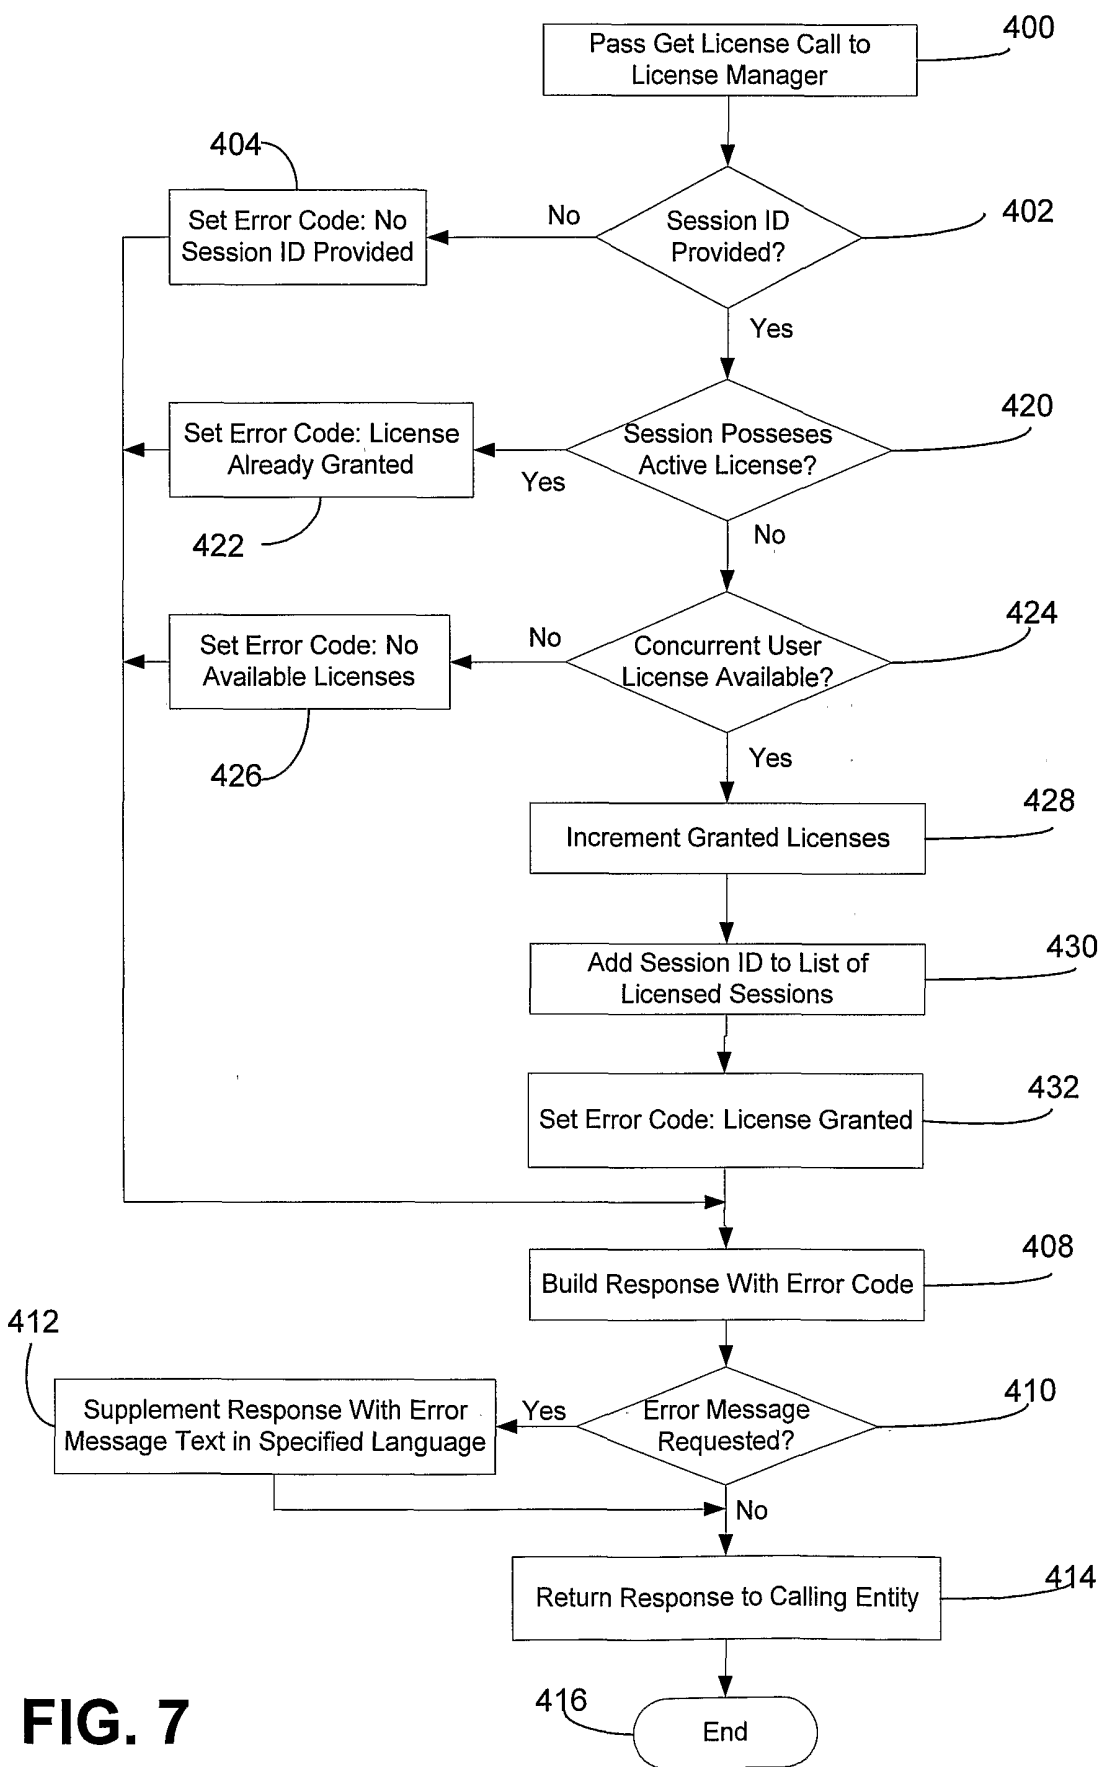 Pass Get License Call to
License Manager
400
404
Set Error Code: No
Session ID Provided
No
Session ID
Provided?
402
Yes
Set Error Code: License
Already Granted
Yes
Session Posseses
Active License?
420
422
No
Set Error Code: No
Available Licenses
No
Concurrent User
License Available?
424
426
Yes
Increment Granted Licenses
428
Add Session ID to List of
Licensed Sessions
430
Set Error Code: License Granted
432
Build Response With Error Code
408
412
Supplement Response With Error
Message Text in Specified Language
Yes
Error Message
Requested?
410
No
Return Response to Calling Entity
414
416
End
FIG. 7